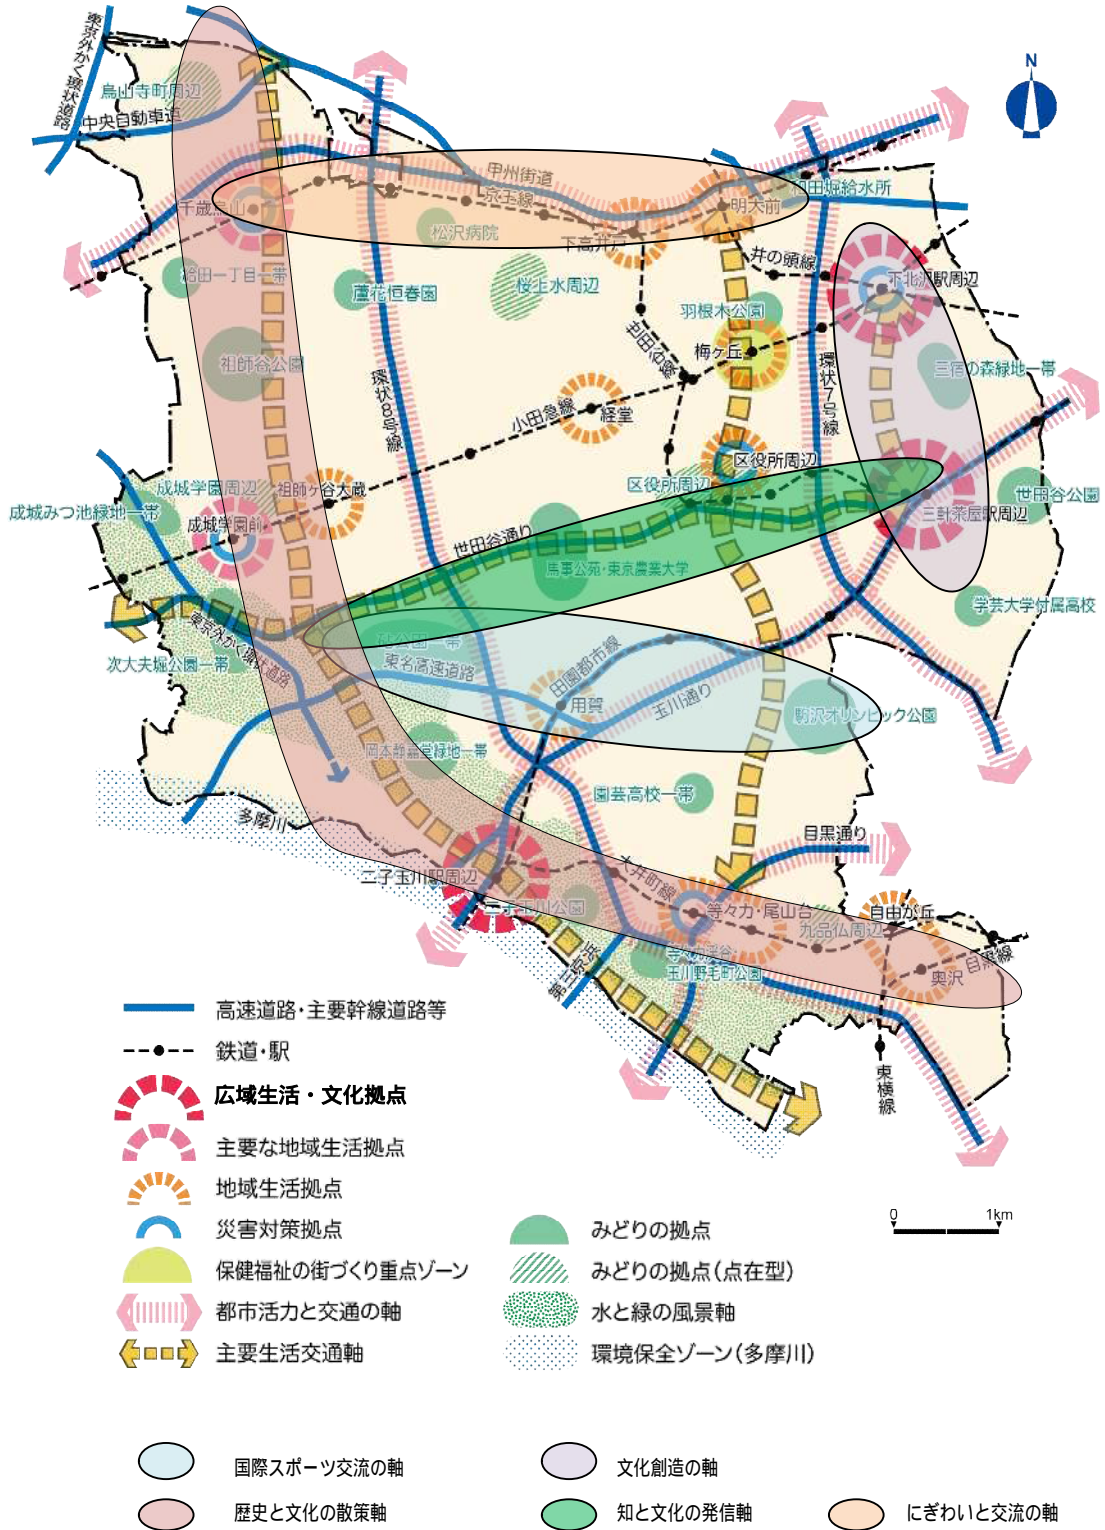 東京外かく環状道路
N
烏山寺町周辺
中央自動車道
甲州街道
京王線
和田堀給水所
千歳烏山
明大前
松沢病院
下高井戸
井の頭線
給田一丁目一帯
蘆花恒春園
桜上水周辺
下北沢駅周辺
羽根木公園
世田谷線
梅ヶ丘
祖師谷公園
三宿の森緑地一帯
環状8号線
環状7号線
小田急線
経堂
区役所周辺
成城学園周辺
祖師ヶ谷大蔵
区役所周辺
世田谷公園
成城みつ池緑地一帯
成城学園前
三軒茶屋駅周辺
世田谷通り
馬事公苑・東京農業大学
学芸大学付属高校
東京外かく環状道路
砧公園一帯
次大夫堀公園一帯
東名高速道路
田園都市線
用賀
玉川通り
駒沢オリンピック公園
岡本静嘉堂緑地一帯
園芸高校一帯
多摩川
目黒通り
二子玉川駅周辺
大井町線
二子玉川公園
等々力・尾山台
自由が丘
九品仏周辺
等々力渓谷・
玉川野毛町公園
目黒線
奥沢
第三京浜
東横線
高速道路・主要幹線道路等
鉄道・駅
広域生活・文化拠点
主要な地域生活拠点
地域生活拠点
災害対策拠点
保健福祉の街づくり重点ゾーン
都市活力と交通の軸
主要生活交通軸
0 1km
みどりの拠点
みどりの拠点(点在型)
水と緑の風景軸
環境保全ゾーン(多摩川)
国際スポーツ交流の軸
文化創造の軸
歴史と文化の散策軸
知と文化の発信軸
にぎわいと交流の軸